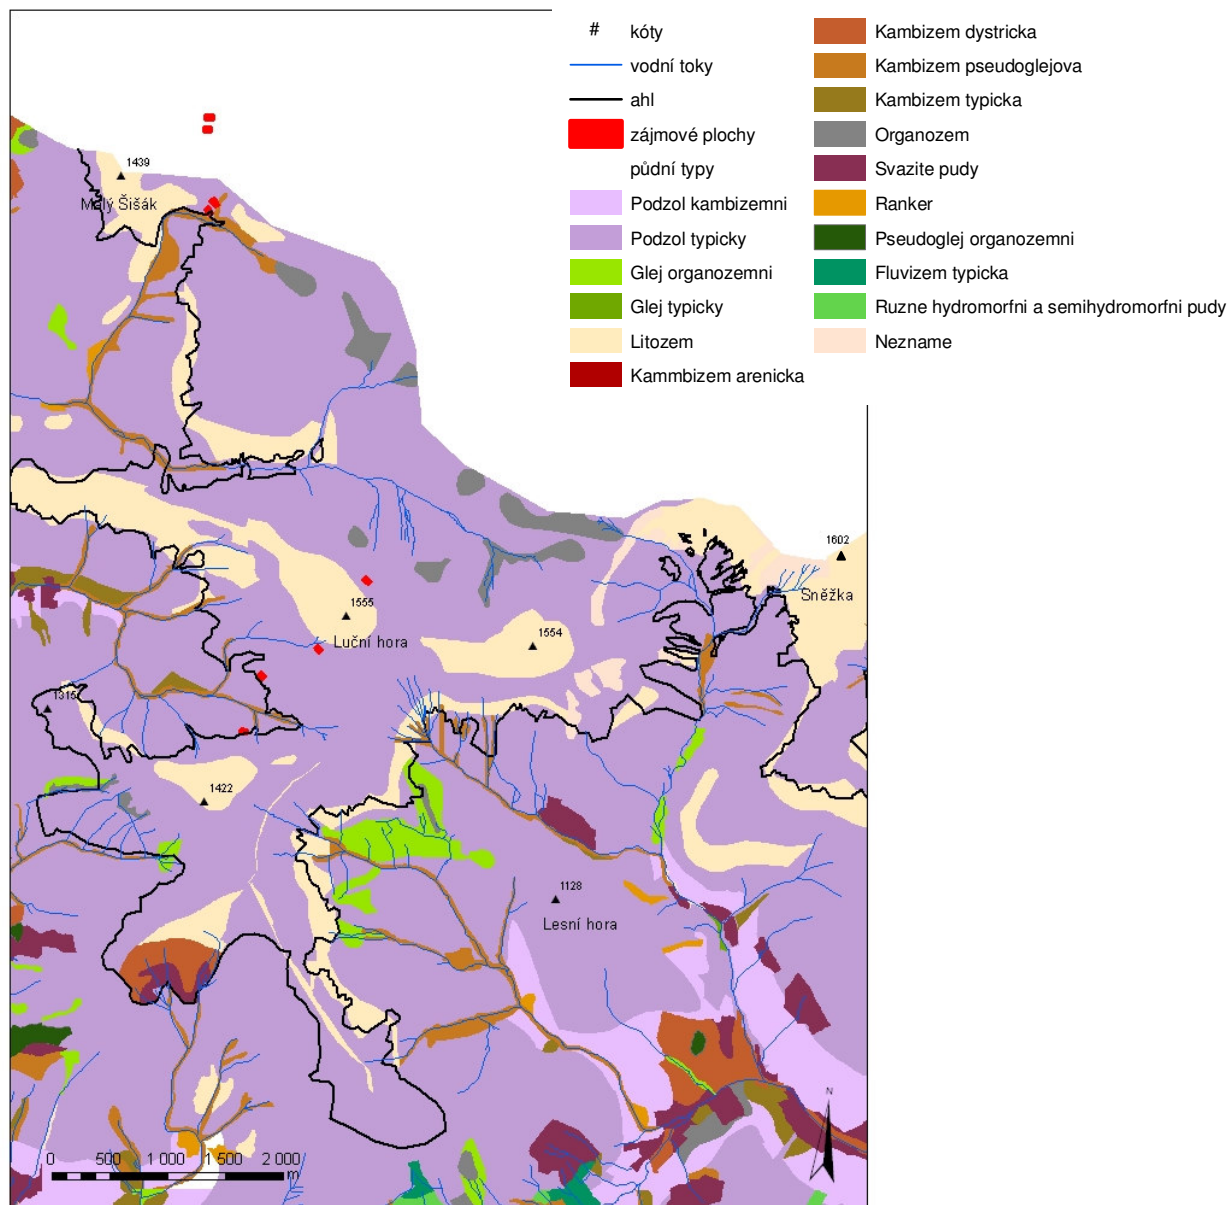 # kóty
vodní toky
ahl
zájmové plochy
půdní typy
Podzol kambizemni
Podzol typicky
Glej organozemni
Glej typicky
Litozem
Kammbizem arenicka
Kambizem dystricka
Kambizem pseudoglejova
Kambizem typicka
Organozem
Svazite pudy
Ranker
Pseudoglej organozemni
Fluvizem typicka
Ruzne hydromorfni a semihydromorfni pudy
Nezname
1439
Malý Šišák
1602
Sněžka
1555
Luční hora
1554
1315
1422
1128
Lesní hora
N
0 500 1 000 1 500 2 000
m